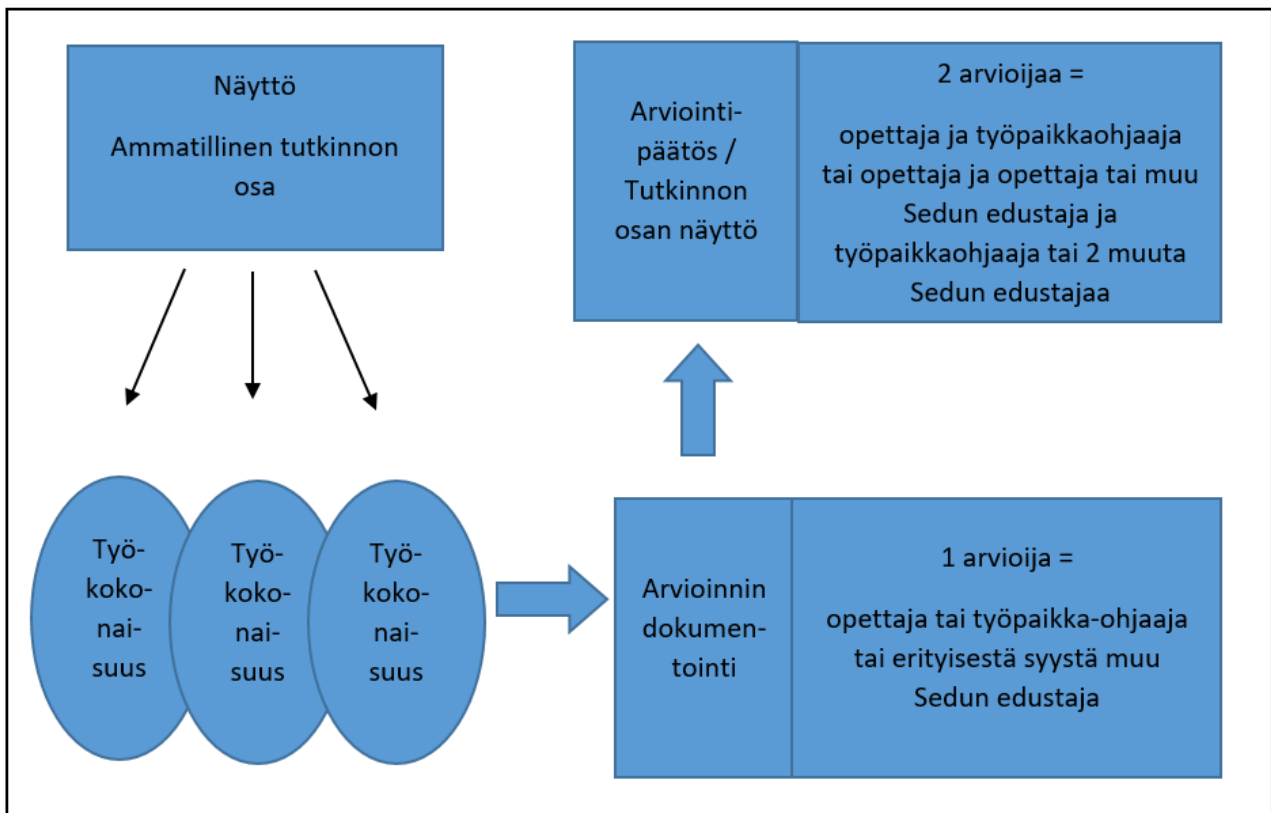 Näyttö
Ammatillinen tutkinnon
osa
Arviointi-
päätös /
Tutkinnon
osan näyttö
2 arvioijaa =
opettaja ja työpaikkaohjaaja
tai opettaja ja opettaja tai muu
Sedun edustaja ja
työpaikkaohjaaja tai 2 muuta
Sedun edustajaa
Työ-
koko-
nai-
suus
Työ-
koko-
nai-
suus
Työ-
koko-
nai-
suus
Arvioinnin
dokumen-
tointi
1 arvioija =
opettaja tai työpaikka-ohjaaja
tai erityisestä syystä muu
Sedun edustaja